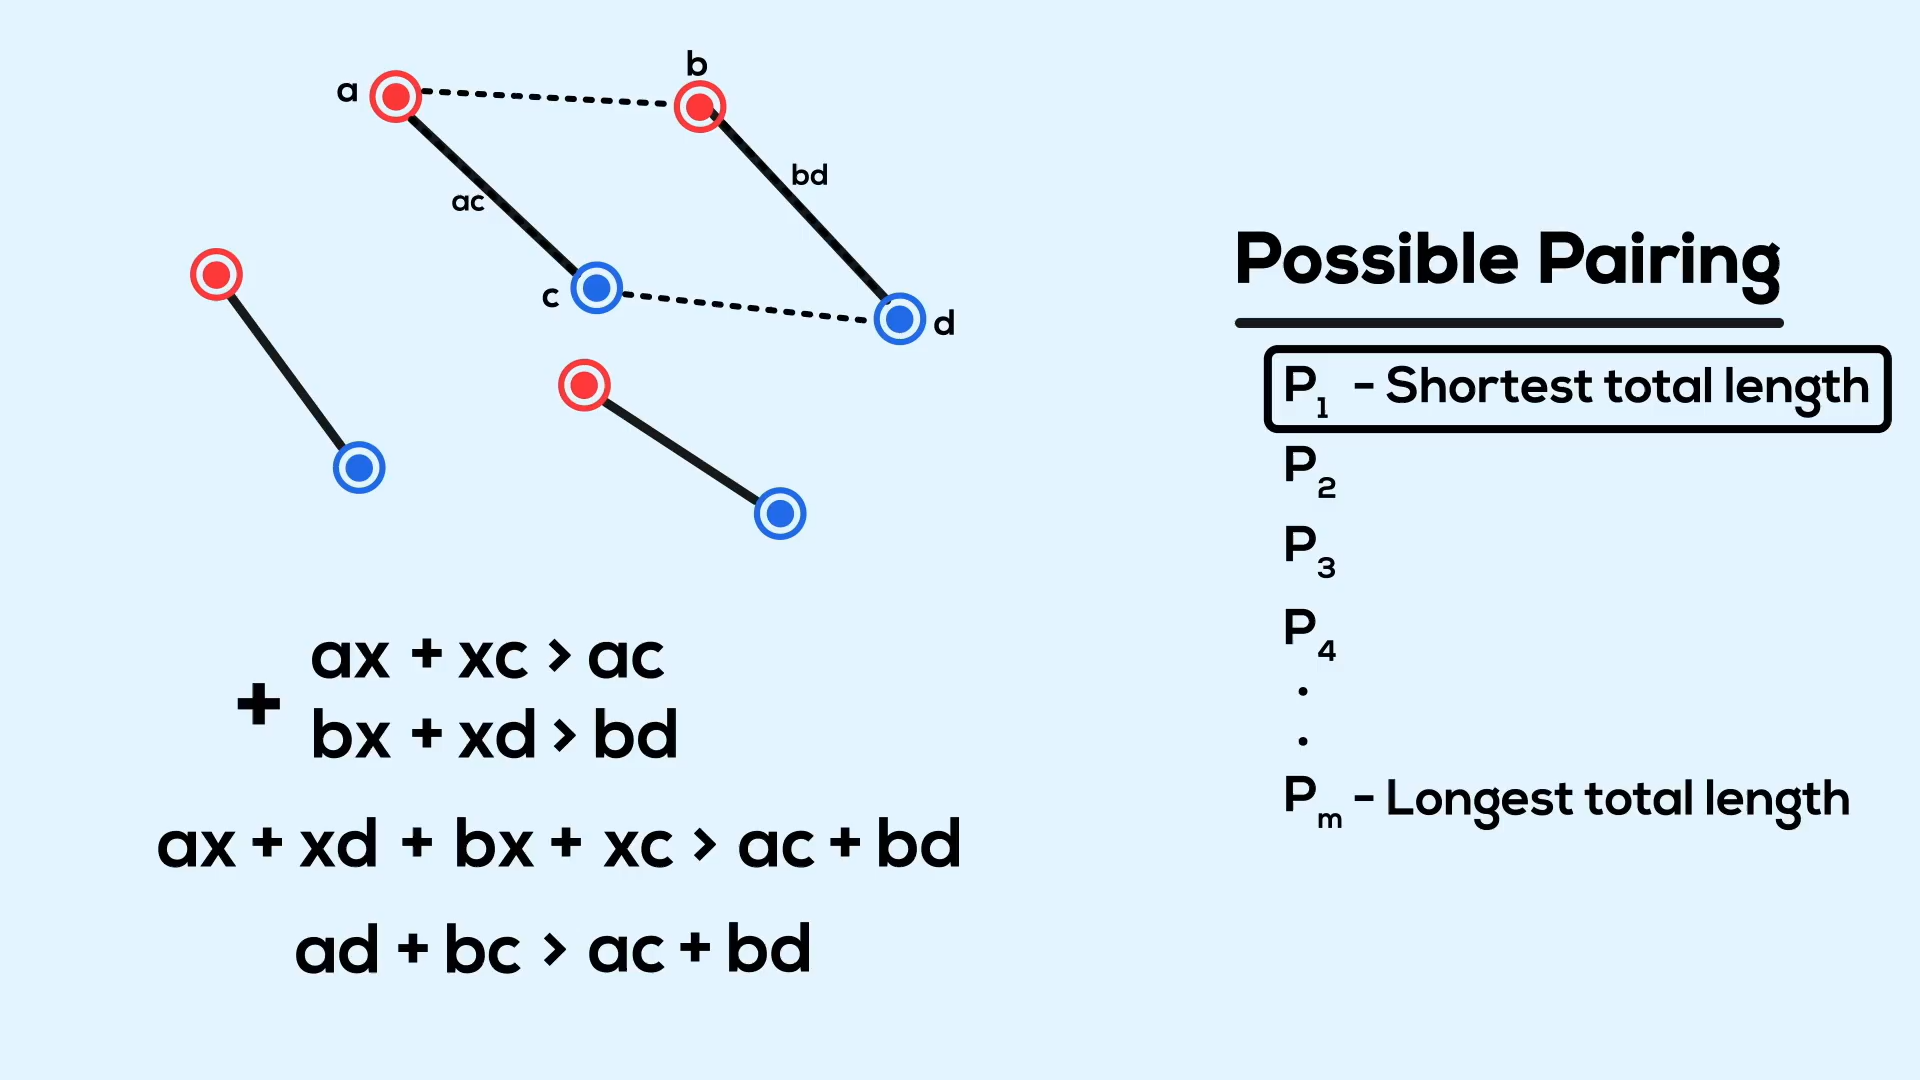 a
b
ac
bd
c
d
+
ax + xc > ac
bx + xd > bd
ax + xd + bx + xc > ac + bd
ad + bc > ac + bd
Possible Pairing
P₁ - Shortest total length
P₂
P₃
P₄
.
.
Pₘ - Longest total length